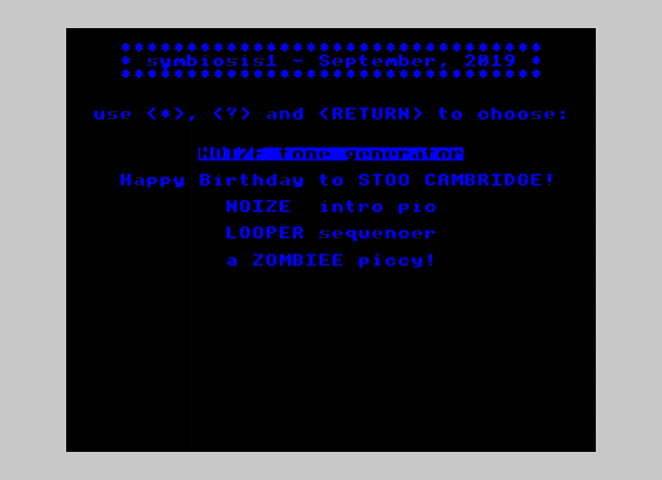 ********************************
* symbiosis1 - September, 2019 *
********************************
use <*>, <?> and <RETURN> to choose:
NOIZE tone generator
Happy Birthday to STOO CAMBRIDGE!
NOIZE  intro pic
LOOPER sequencer
a ZOMBIEE piccy!